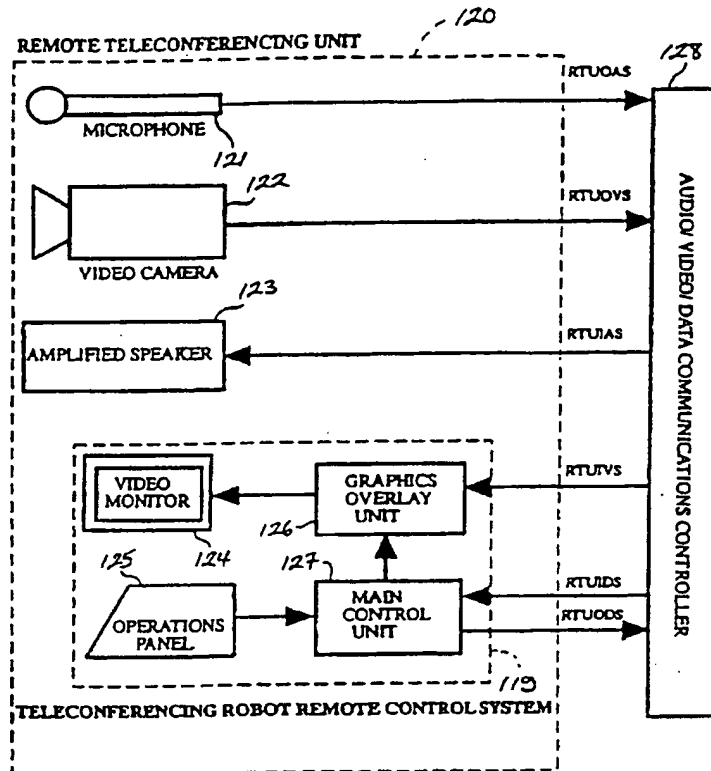 120
REMOTE TELECONFERENCING UNIT
128
RTUOAS
MICROPHONE
121
122
RTUOVS
VIDEO CAMERA
123
AMPLIFIED SPEAKER
RTUIAS
AUDIO/ VIDEO/ DATA COMMUNICATIONS CONTROLLER
VIDEO
MONITOR
GRAPHICS
OVERLAY
UNIT
RTUIVS
126
124
125
127
OPERATIONS
PANEL
MAIN
CONTROL
UNIT
RTUIDS
RTUODS
119
TELECONFERENCING ROBOT REMOTE CONTROL SYSTEM